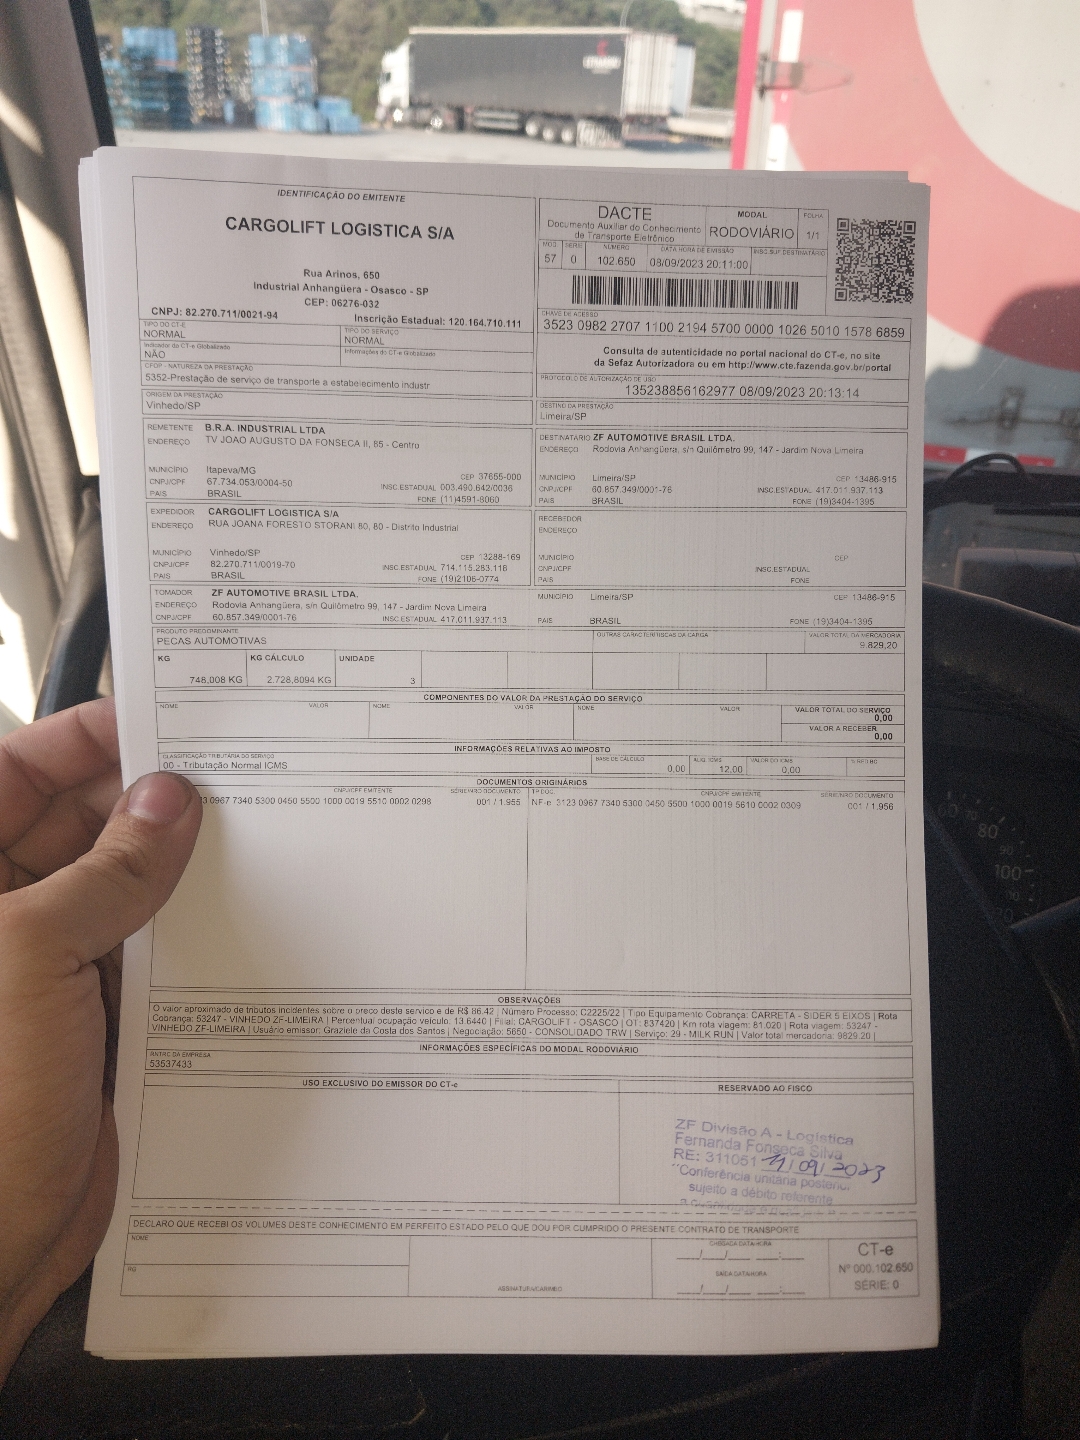 IDENTIFICAÇÃO DO EMITENTE
CARGOLIFT LOGISTICA S/A
Rua Arinos, 650
Industrial Anhangüera - Osasco - SP
CEP: 06276-032
CNPJ: 82.270.711/0021-94
Inscrição Estadual: 120.164.710.111
DACTE
Documento Auxiliar do Conhecimento
de Transporte Eletrônico
MODAL
RODOVIÁRIO
FOLHA
1/1
MOD
57
SÉRIE
0
NÚMERO
102.650
DATA HORA DE EMISSÃO
08/09/2023 20:11:00
INSC.SUF.DESTINATÁRIO
CHAVE DE ACESSO
3523 0982 2707 1100 2194 5700 0000 1026 5010 1578 6859
Consulta de autenticidade no portal nacional do CT-e, no site
da Sefaz Autorizadora ou em http://www.cte.fazenda.gov.br/portal
PROTOCOLO DE AUTORIZAÇÃO DE USO
135238856162977 08/09/2023 20:13:14
TIPO DO CT-E
NORMAL
TIPO DO SERVIÇO
NORMAL
Indicador do CT-e Globalizado
NÃO
Informações do CT-e Globalizado
CFOP - NATUREZA DA PRESTAÇÃO
5352-Prestação de serviço de transporte a estabelecimento industr
ORIGEM DA PRESTAÇÃO
Vinhedo/SP
DESTINO DA PRESTAÇÃO
Limeira/SP
REMETENTE B.R.A. INDUSTRIAL LTDA
ENDEREÇO TV JOAO AUGUSTO DA FONSECA II, 85 - Centro
MUNICÍPIO Itapeva/MG CEP 37655-000
CNPJ/CPF 67.734.053/0004-50 INSC.ESTADUAL 003.490.642/0036
PAÍS BRASIL FONE (11)4591-6060
DESTINATÁRIO ZF AUTOMOTIVE BRASIL LTDA.
ENDEREÇO Rodovia Anhangüera, s/n Quilômetro 99, 147 - Jardim Nova Limeira
MUNICÍPIO Limeira/SP CEP 13486-915
CNPJ/CPF 60.857.349/0001-76 INSC.ESTADUAL 417.011.937.113
PAÍS BRASIL FONE (19)3404-1395
EXPEDIDOR CARGOLIFT LOGISTICA S/A
ENDEREÇO RUA JOANA FORESTO STORANI 80, 80 - Distrito Industrial
MUNICÍPIO Vinhedo/SP CEP 13288-169
CNPJ/CPF 82.270.711/0019-70 INSC.ESTADUAL 714.115.283.118
PAÍS BRASIL FONE (19)2106-0774
RECEBEDOR
ENDEREÇO
MUNICÍPIO CEP
CNPJ/CPF INSC.ESTADUAL
PAÍS FONE
TOMADOR ZF AUTOMOTIVE BRASIL LTDA. MUNICÍPIO Limeira/SP CEP 13486-915
ENDEREÇO Rodovia Anhangüera, s/n Quilômetro 99, 147 - Jardim Nova Limeira
CNPJ/CPF 60.857.349/0001-76 INSC.ESTADUAL 417.011.937.113 PAÍS BRASIL FONE (19)3404-1395
PRODUTO PREDOMINANTE
PECAS AUTOMOTIVAS
OUTRAS CARACTERÍSTICAS DA CARGA
VALOR TOTAL DA MERCADORIA
9.829,20
KG
748,008 KG
KG CÁLCULO
2.728,8094 KG
UNIDADE
3
COMPONENTES DO VALOR DA PRESTAÇÃO DO SERVIÇO
NOME VALOR NOME VALOR NOME VALOR
VALOR TOTAL DO SERVIÇO
0,00
VALOR A RECEBER
0,00
INFORMAÇÕES RELATIVAS AO IMPOSTO
CLASSIFICAÇÃO TRIBUTÁRIA DO SERVIÇO
00 - Tributação Normal ICMS
BASE DE CÁLCULO
0,00
ALIQ. ICMS
12,00
VALOR DO ICMS
0,00
DOCUMENTOS ORIGINÁRIOS
CNPJ/CPF EMITENTE SÉRIE/NRO DOCUMENTO TP DOC. CNPJ/CPF EMITENTE SÉRIE/NRO DOCUMENTO
23 0967 7340 5300 0450 5500 1000 0019 5510 0002 0298 001 / 1.955 NF-e 3123 0967 7340 5300 0450 5500 1000 0019 5610 0002 0309 001 / 1.956
OBSERVAÇÕES
O valor aproximado de tributos incidentes sobre o preco deste servico e de R$ 86.42 | Número Processo: C2225/22 | Tipo Equipamento Cobrança: CARRETA - SIDER 5 EIXOS | Rota
Cobrança: 53247 - VINHEDO ZF-LIMEIRA | Percentual ocupação veiculo: 13.6440 | Filial: CARGOLIFT - OSASCO | OT: 837420 | Km rota viagem: 81.020 | Rota viagem: 53247 -
VINHEDO ZF-LIMEIRA | Usuário emissor: Graziele da Costa dos Santos | Negociação: 5650 - CONSOLIDADO TRW | Serviço: 29 - MILK RUN | Valor total mercadoria: 9829.20 |
INFORMAÇÕES ESPECÍFICAS DO MODAL RODOVIÁRIO
RNTRC DA EMPRESA
53537433
USO EXCLUSIVO DO EMISSOR DO CT-e
RESERVADO AO FISCO
ZF Divisão A - Logística
Fernanda Fonseca Silva
RE: 311051 11/09/2023
"Conferência unitária posterior
sujeito a débito referente
DECLARO QUE RECEBI OS VOLUMES DESTE CONHECIMENTO EM PERFEITO ESTADO PELO QUE DOU POR CUMPRIDO O PRESENTE CONTRATO DE TRANSPORTE
NOME
RG
ASSINATURA/CARIMBO
CHEGADA DATA/HORA
__/__/__ __:__
SAÍDA DATA/HORA
__/__/__ __:__
CT-e
Nº 000.102.650
SÉRIE: 0
60
70
80
90
100